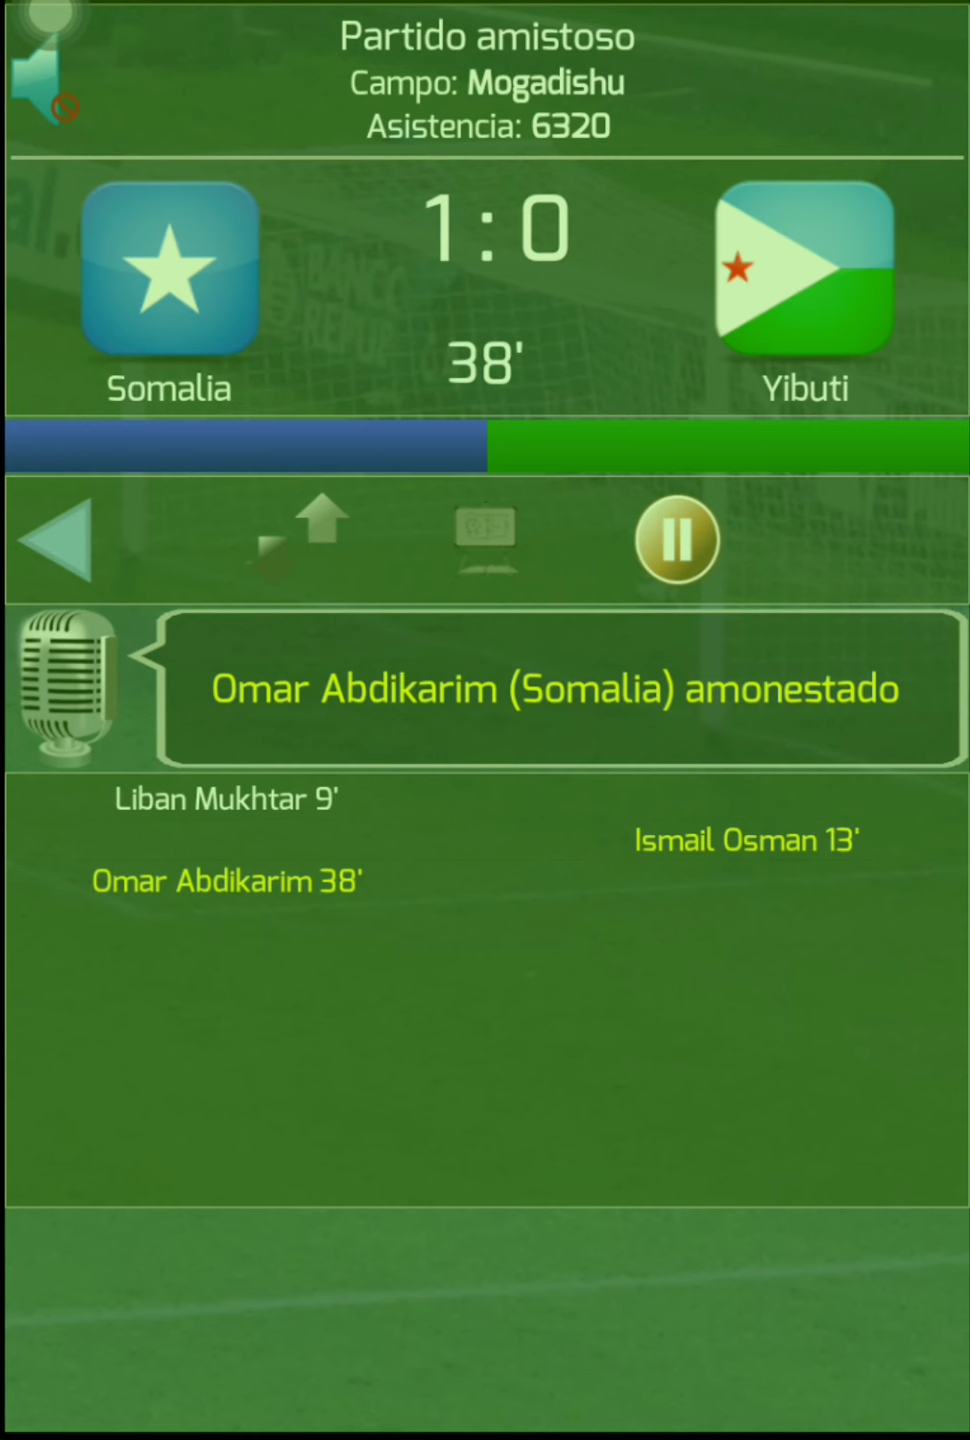 Partido amistoso
Campo: Mogadishu
Asistencia: 6320
1 : 0
38'
Somalia
Yibuti
Omar Abdikarim (Somalia) amonestado
Liban Mukhtar 9'
Ismail Osman 13'
Omar Abdikarim 38'